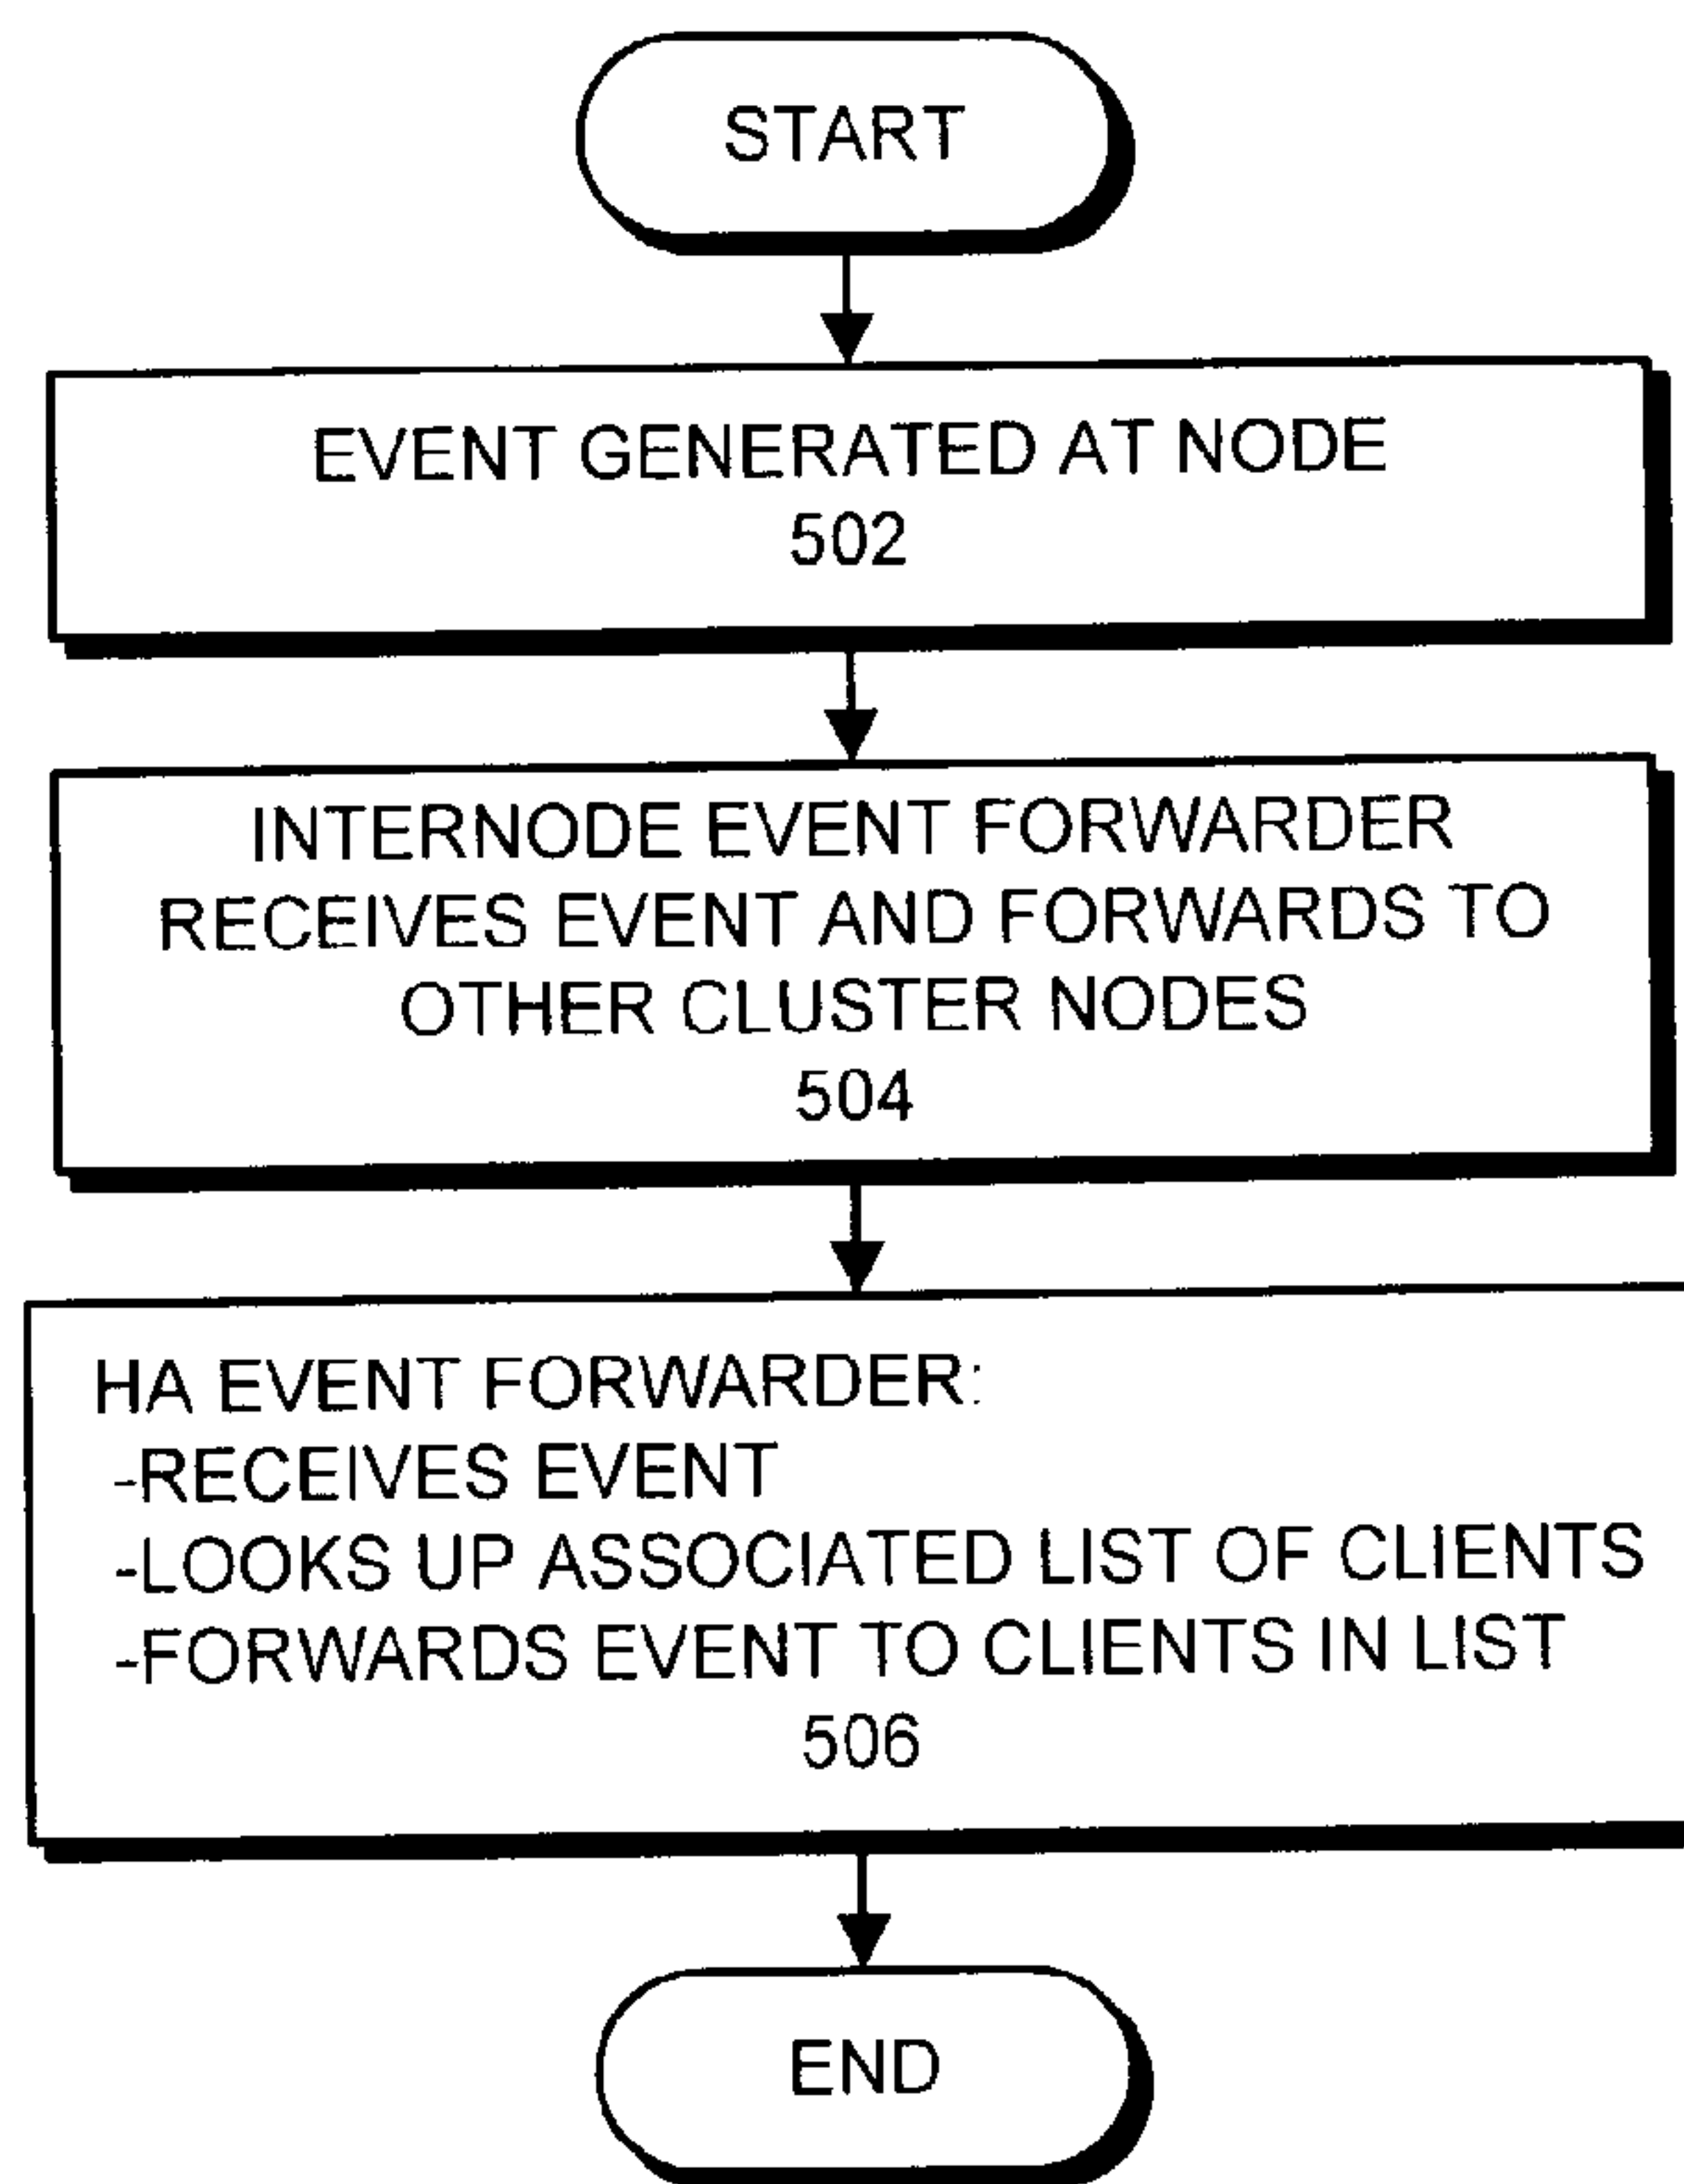 START
EVENT GENERATED AT NODE
502
INTERNODE EVENT FORWARDER
RECEIVES EVENT AND FORWARDS TO
OTHER CLUSTER NODES
504
HA EVENT FORWARDER:
-RECEIVES EVENT
-LOOKS UP ASSOCIATED LIST OF CLIENTS
-FORWARDS EVENT TO CLIENTS IN LIST
506
END